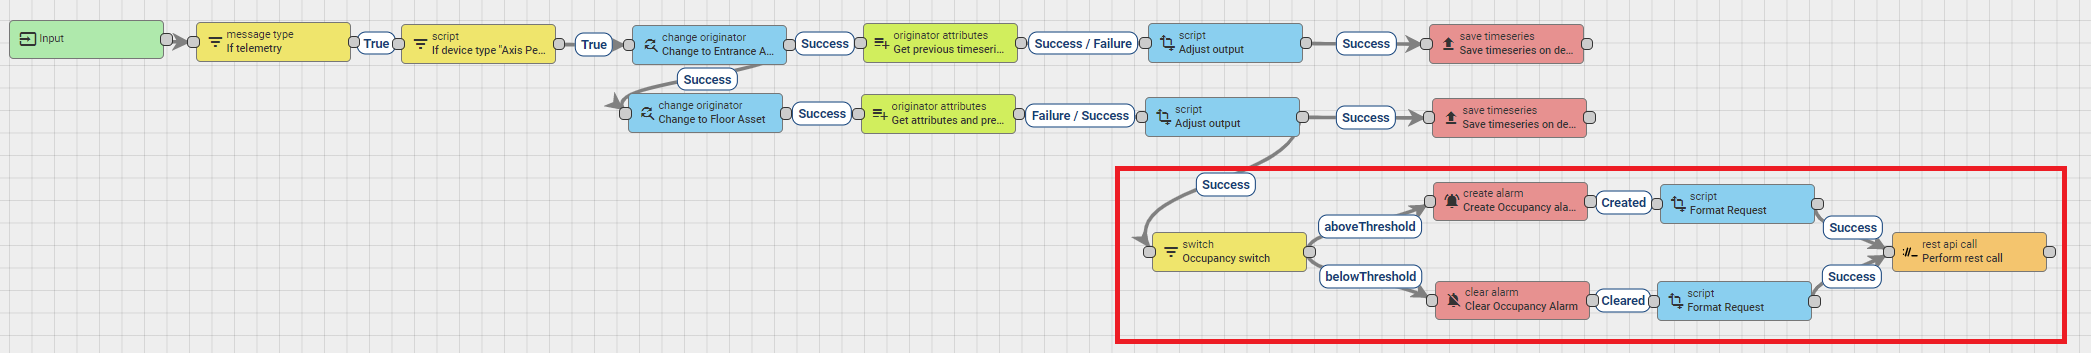 Input
message type
If telemetry
True
script
If device type "Axis Pe...
True
change originator
Change to Entrance A...
Success
originator attributes
Get previous timeseri...
Success / Failure
script
Adjust output
Success
save timeseries
Save timeseries on de...
Success
change originator
Change to Floor Asset
Success
originator attributes
Get attributes and pre...
Failure / Success
script
Adjust output
Success
save timeseries
Save timeseries on de...
Success
switch
Occupancy switch
aboveThreshold
create alarm
Create Occupancy ala...
Created
script
Format Request
Success
belowThreshold
clear alarm
Clear Occupancy Alarm
Cleared
script
Format Request
Success
rest api call
Perform rest call